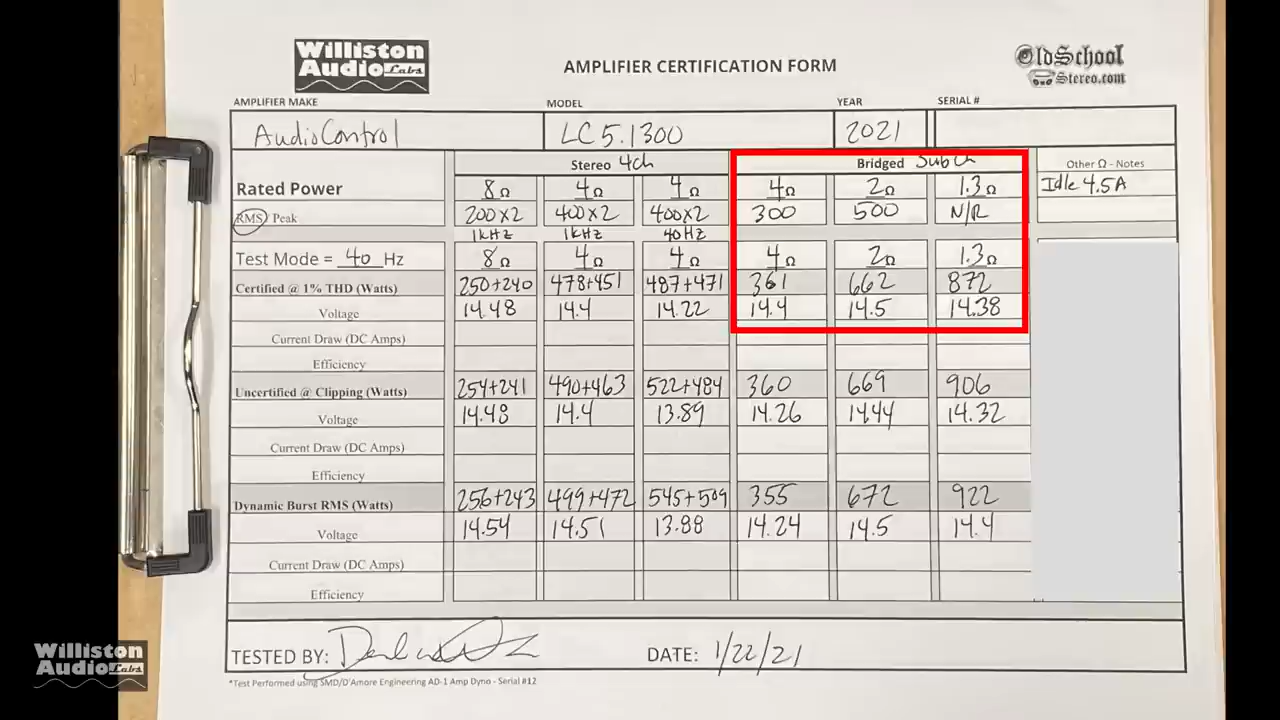 Williston
Audio Labs
AMPLIFIER CERTIFICATION FORM
OldSchool
Stereo.com
AMPLIFIER MAKE MODEL YEAR SERIAL #
AudioControl LC5.1300 2021
Stereo 4ch Bridged Sub Ch Other Ω - Notes
Rated Power 8Ω 4Ω 4Ω 4Ω 2Ω 1.3Ω Idle 4.5A
RMS / Peak 200x2 400x2 400x2 300 500 N/R
1kHz 1kHz 40Hz
Test Mode = 40 Hz 8Ω 4Ω 4Ω 4Ω 2Ω 1.3Ω
Certified @ 1% THD (Watts) 250+240 478+451 487+471 361 662 872
Voltage 14.48 14.4 14.22 14.4 14.5 14.38
Current Draw (DC Amps)
Efficiency
Uncertified @ Clipping (Watts) 254+241 490+463 522+484 360 669 906
Voltage 14.48 14.4 13.89 14.26 14.44 14.32
Current Draw (DC Amps)
Efficiency
Dynamic Burst RMS (Watts) 256+243 499+472 545+509 355 672 922
Voltage 14.54 14.51 13.88 14.24 14.5 14.4
Current Draw (DC Amps)
Efficiency
TESTED BY: DATE: 1/22/21
*Test Performed using SMD/D'Amore Engineering AD-1 Amp Dyno - Serial #12
Williston
Audio Labs